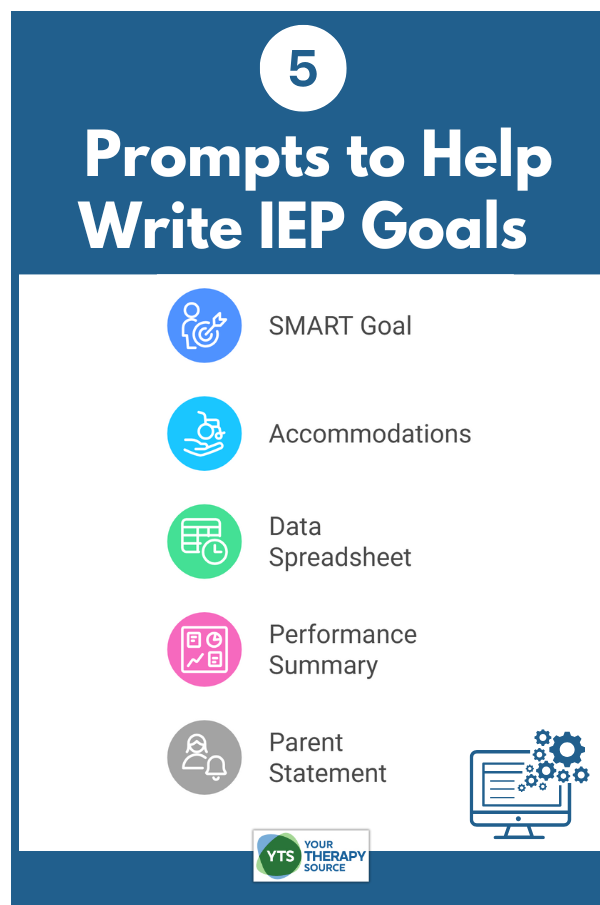 5
Prompts to Help
Write IEP Goals
SMART Goal
Accommodations
Data
Spreadsheet
Performance
Summary
Parent
Statement
YTS
YOUR
THERAPY
SOURCE